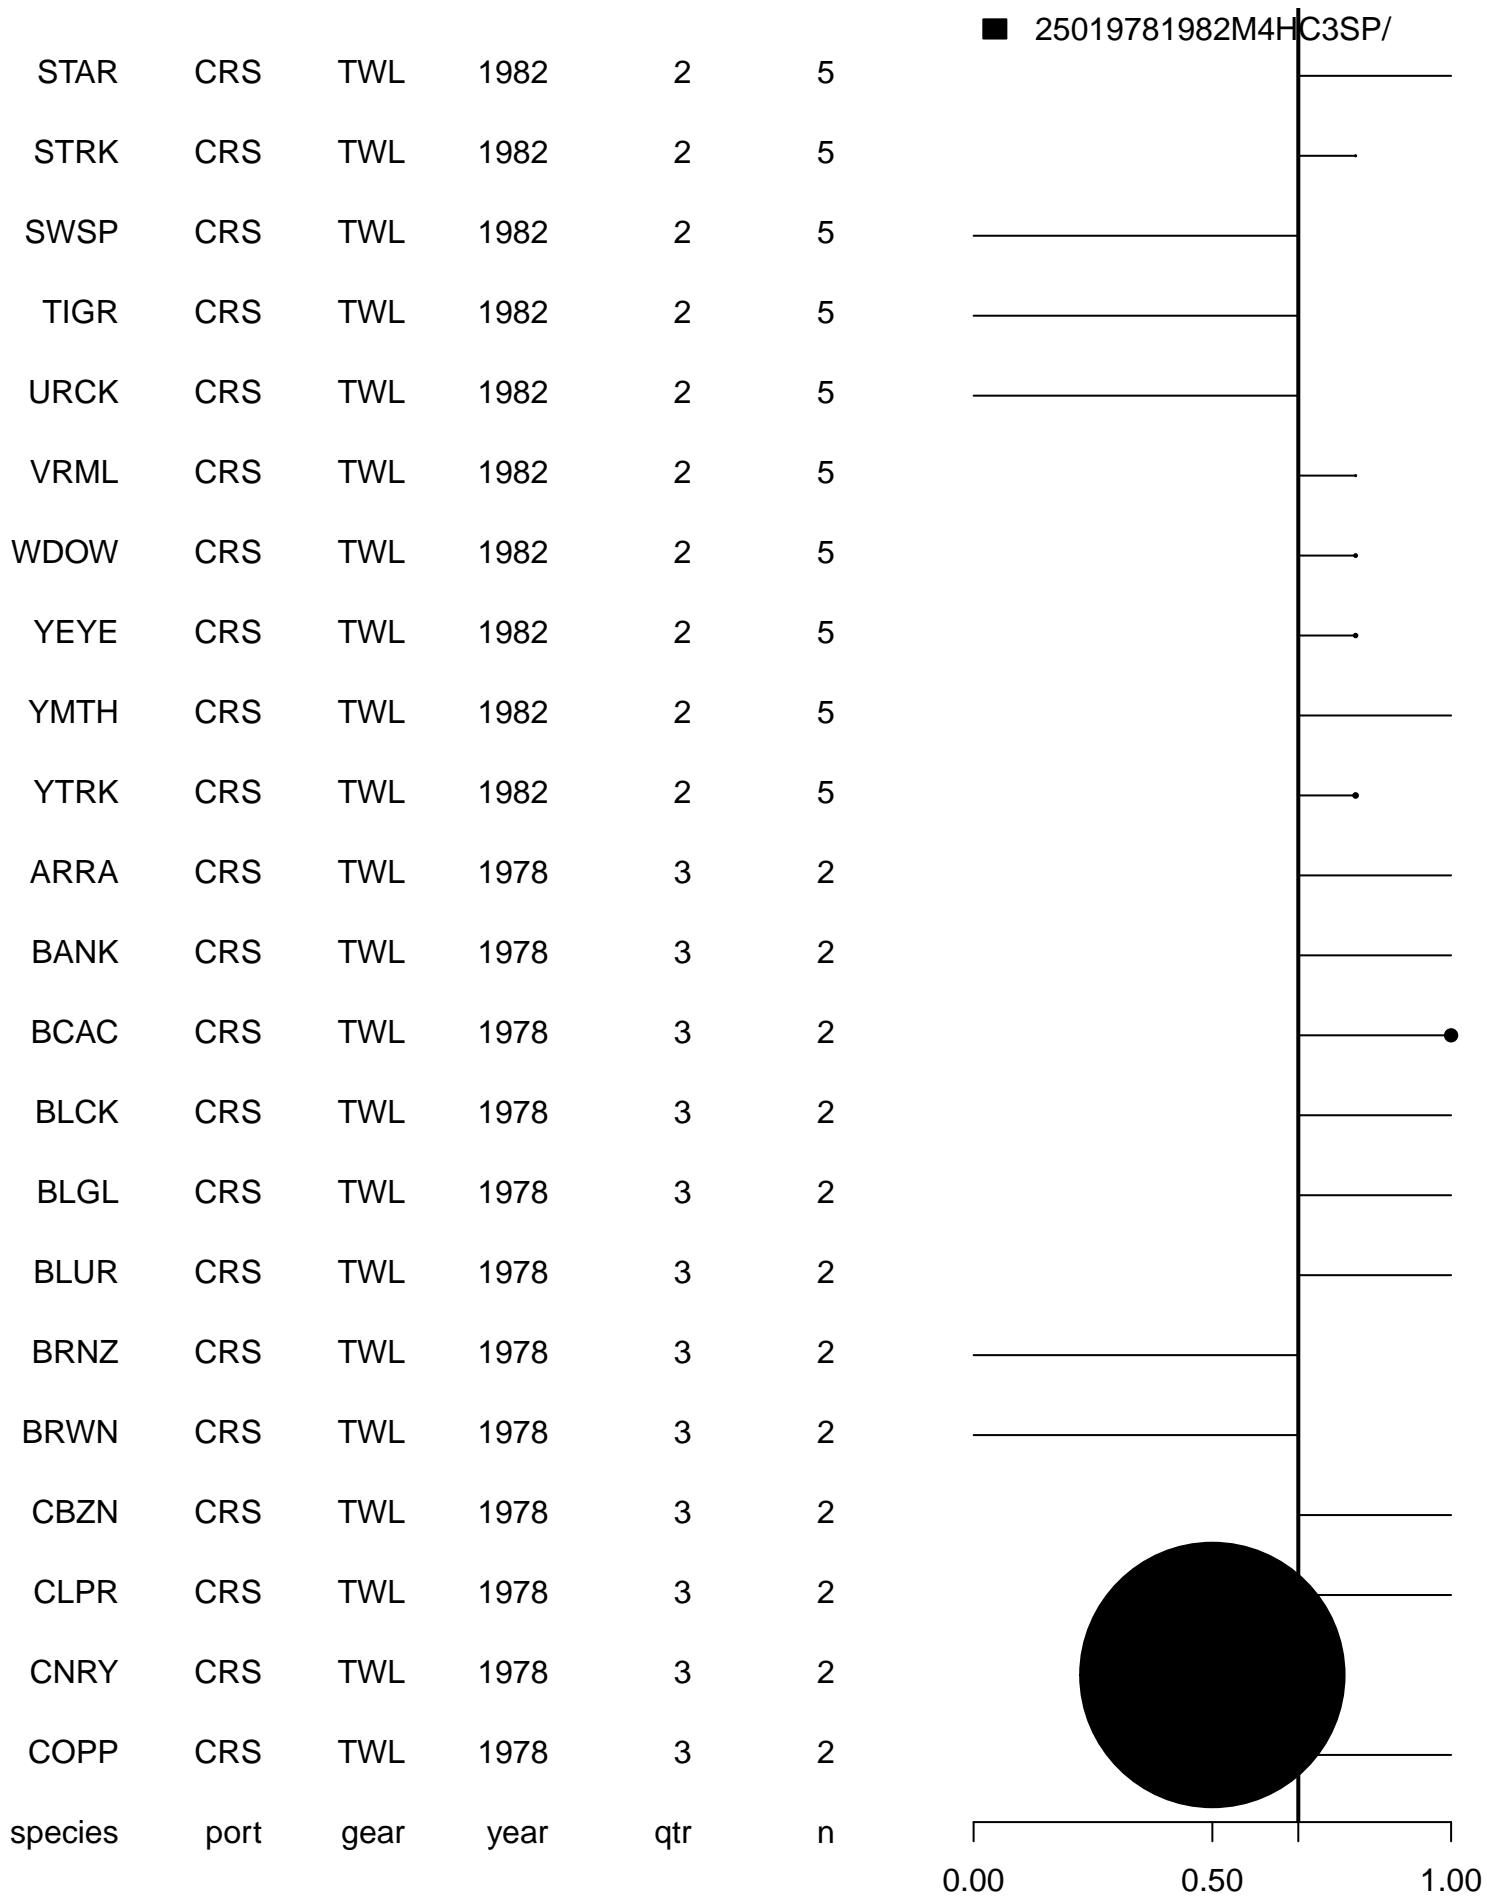 25019781982M4HC3SP/
STAR CRS TWL 1982 2 5
STRK CRS TWL 1982 2 5
SWSP CRS TWL 1982 2 5
TIGR CRS TWL 1982 2 5
URCK CRS TWL 1982 2 5
VRML CRS TWL 1982 2 5
WDOW CRS TWL 1982 2 5
YEYE CRS TWL 1982 2 5
YMTH CRS TWL 1982 2 5
YTRK CRS TWL 1982 2 5
ARRA CRS TWL 1978 3 2
BANK CRS TWL 1978 3 2
BCAC CRS TWL 1978 3 2
BLCK CRS TWL 1978 3 2
BLGL CRS TWL 1978 3 2
BLUR CRS TWL 1978 3 2
BRNZ CRS TWL 1978 3 2
BRWN CRS TWL 1978 3 2
CBZN CRS TWL 1978 3 2
CLPR CRS TWL 1978 3 2
CNRY CRS TWL 1978 3 2
COPP CRS TWL 1978 3 2
species port gear year qtr n
0.00 0.50 1.00